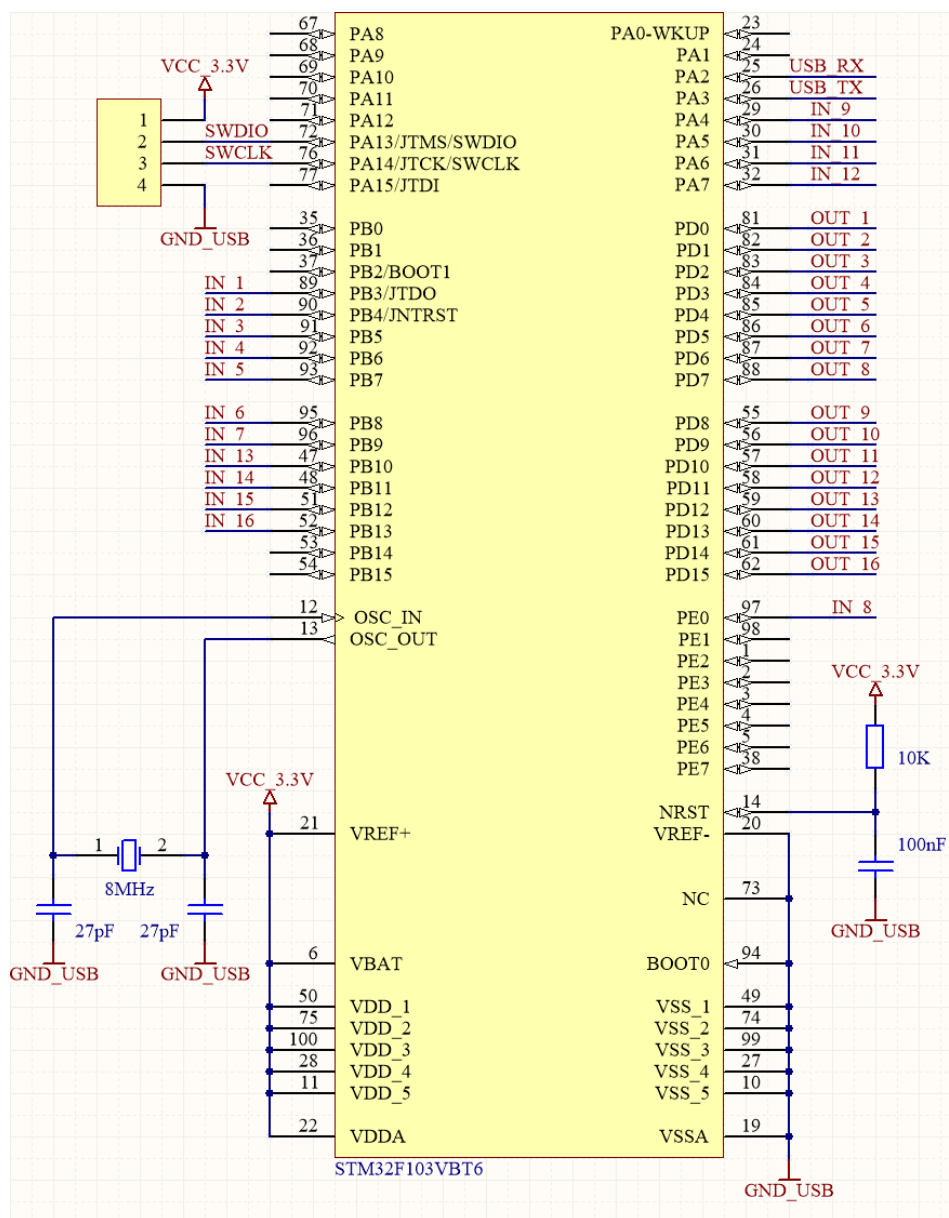 67 PA8 PA0-WKUP 23
68 PA9 PA1 24
VCC_3.3V 69 PA10 PA2 25 USB_RX
70 PA11 PA3 26 USB_TX
1 71 PA12 PA4 29 IN_9
2 SWDIO 72 PA13/JTMS/SWDIO PA5 30 IN_10
3 SWCLK 76 PA14/JTCK/SWCLK PA6 31 IN_11
4 77 PA15/JTDI PA7 32 IN_12
GND_USB 35 PB0 PD0 81 OUT_1
36 PB1 PD1 82 OUT_2
37 PB2/BOOT1 PD2 83 OUT_3
IN_1 89 PB3/JTDO PD3 84 OUT_4
IN_2 90 PB4/JNTRST PD4 85 OUT_5
IN_3 91 PB5 PD5 86 OUT_6
IN_4 92 PB6 PD6 87 OUT_7
IN_5 93 PB7 PD7 88 OUT_8
IN_6 95 PB8 PD8 55 OUT_9
IN_7 96 PB9 PD9 56 OUT_10
IN_13 47 PB10 PD10 57 OUT_11
IN_14 48 PB11 PD11 58 OUT_12
IN_15 51 PB12 PD12 59 OUT_13
IN_16 52 PB13 PD13 60 OUT_14
53 PB14 PD14 61 OUT_15
54 PB15 PD15 62 OUT_16
12 OSC_IN PE0 97 IN_8
13 OSC_OUT PE1 98
PE2 1
PE3 2
VCC_3.3V
PE4 3
PE5 4
PE6 5
10K
PE7 38
VCC_3.3V
NRST 14
21 VREF+ VREF- 20
1 2 100nF
8MHz
NC 73
27pF 27pF GND_USB
6 VBAT BOOT0 94
GND_USB GND_USB
50 VDD_1 VSS_1 49
75 VDD_2 VSS_2 74
100 VDD_3 VSS_3 99
28 VDD_4 VSS_4 27
11 VDD_5 VSS_5 10
22 VDDA VSSA 19
STM32F103VBT6
GND_USB